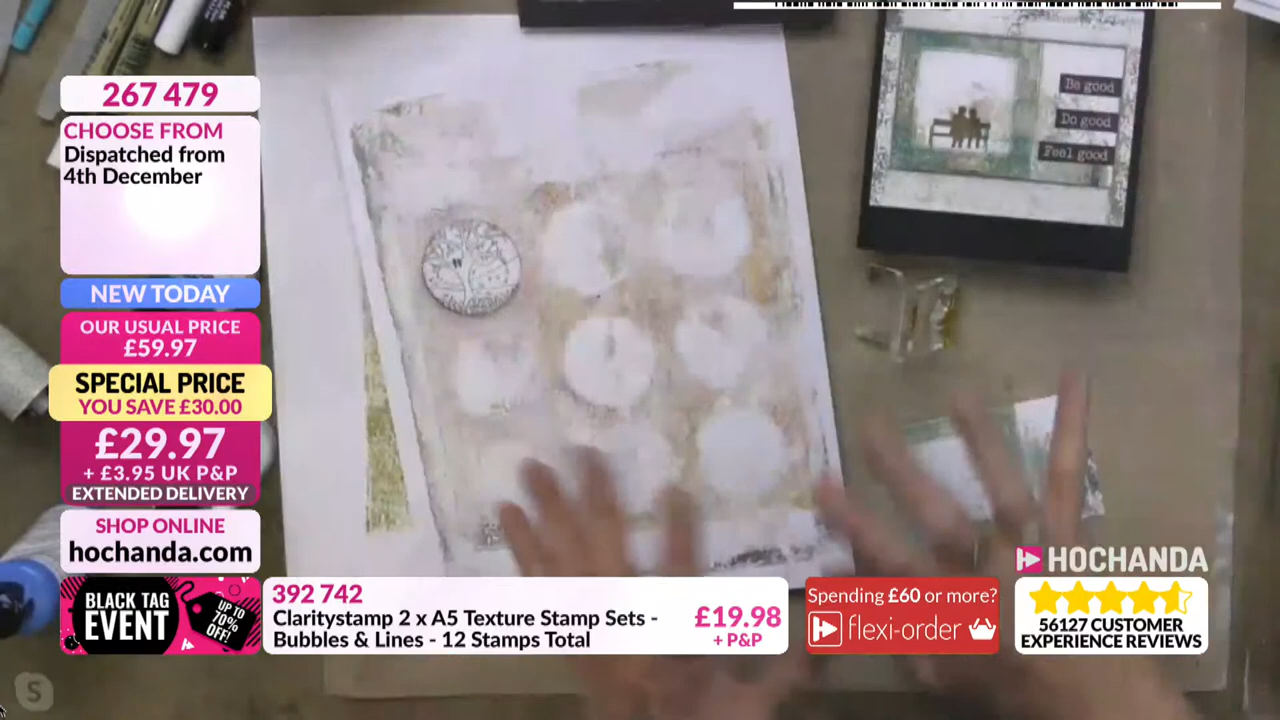 267 479
CHOOSE FROM
Dispatched from
4th December
NEW TODAY
OUR USUAL PRICE
£59.97
SPECIAL PRICE
YOU SAVE £30.00
£29.97
+ £3.95 UK P&P
EXTENDED DELIVERY
SHOP ONLINE
hochanda.com
BLACK TAG
EVENT
UP TO
70%
OFF!
392 742
Claritystamp 2 x A5 Texture Stamp Sets -
Bubbles & Lines - 12 Stamps Total
£19.98
+ P&P
Spending £60 or more?
flexi-order
HOCHANDA
56127 CUSTOMER
EXPERIENCE REVIEWS
Be good
Do good
Feel good
S